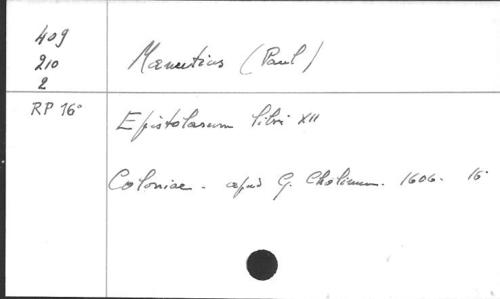 409
210
2
Manutius (Paul)
RP 16°
Epistolarum libri XII
Coloniae - apud G. Cholinum. 1606. 16°